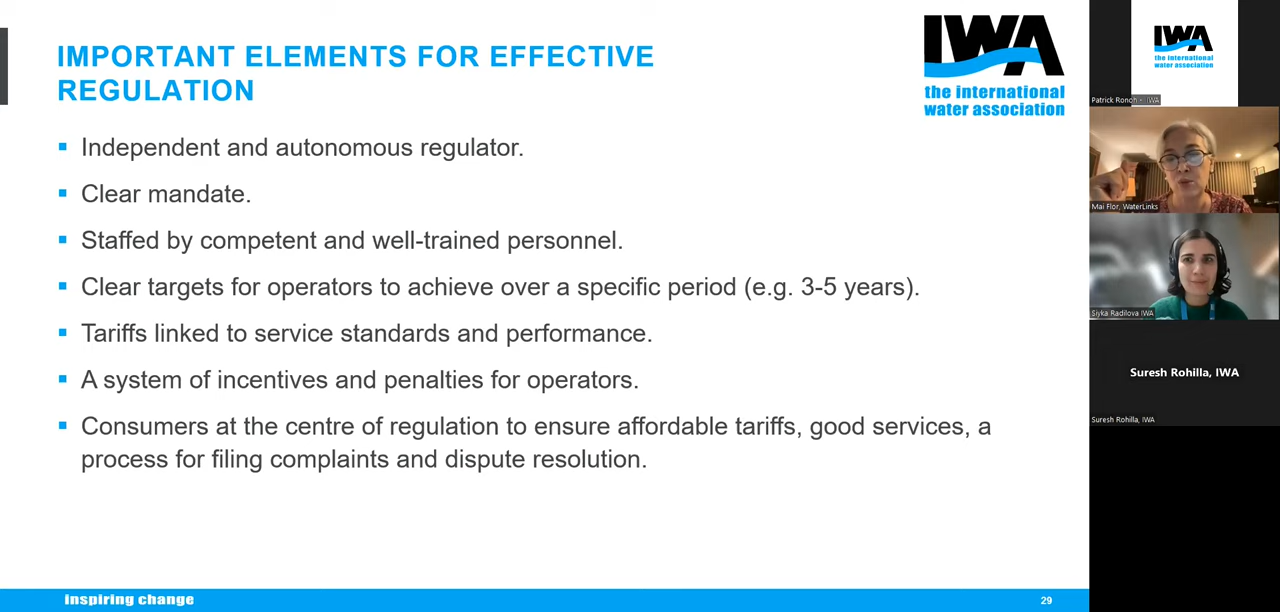 IMPORTANT ELEMENTS FOR EFFECTIVE
REGULATION
IWA
the international
water association
▪ Independent and autonomous regulator.
▪ Clear mandate.
▪ Staffed by competent and well-trained personnel.
▪ Clear targets for operators to achieve over a specific period (e.g. 3-5 years).
▪ Tariffs linked to service standards and performance.
▪ A system of incentives and penalties for operators.
▪ Consumers at the centre of regulation to ensure affordable tariffs, good services, a
process for filing complaints and dispute resolution.
inspiring change
29
IWA
the international
water association
Patrick Ronoh - IWA
Mai Flor, WaterLinks
Siyka Radilova IWA
Suresh Rohilla, IWA
Suresh Rohilla, IWA